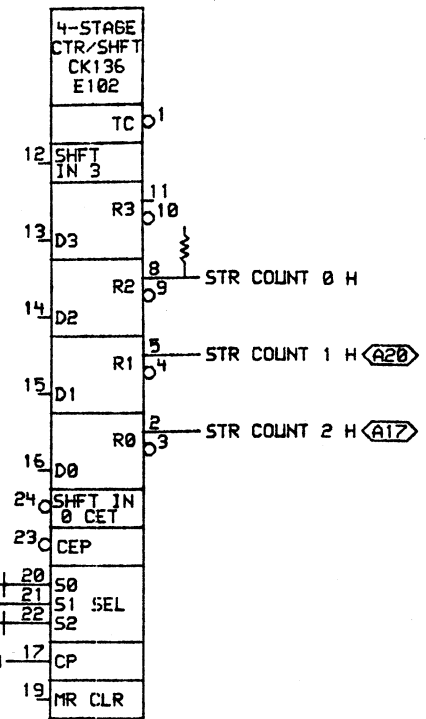 4-STAGE
CTR/SHFT
CK136
E102
TC 1
12 SHFT
IN 3
11
R3 10
13 D3
8 STR COUNT 0 H
R2 9
14 D2
5 STR COUNT 1 H A20
R1 4
15 D1
2 STR COUNT 2 H A17
R0 3
16 D0
24 SHFT IN
0 CET
23 CEP
20 S0
21 S1 SEL
22 S2
17 CP
19 MR CLR